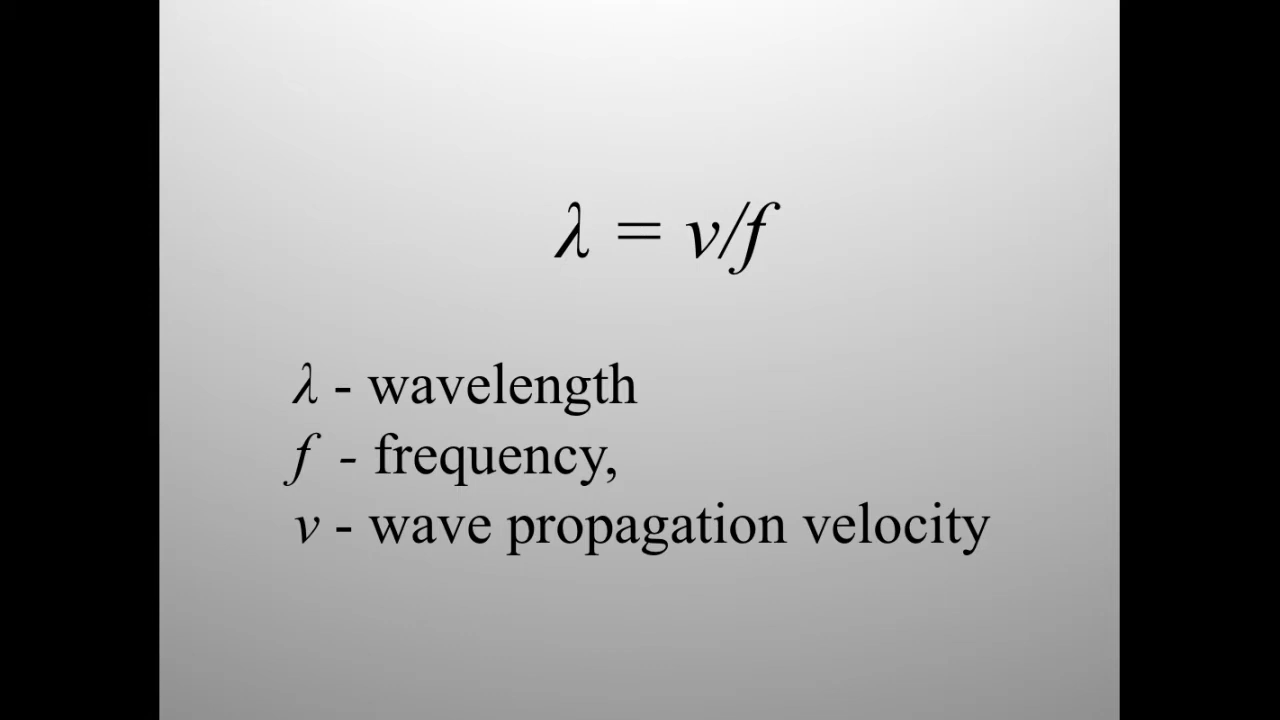 λ = v/f
λ - wavelength
f - frequency,
v - wave propagation velocity